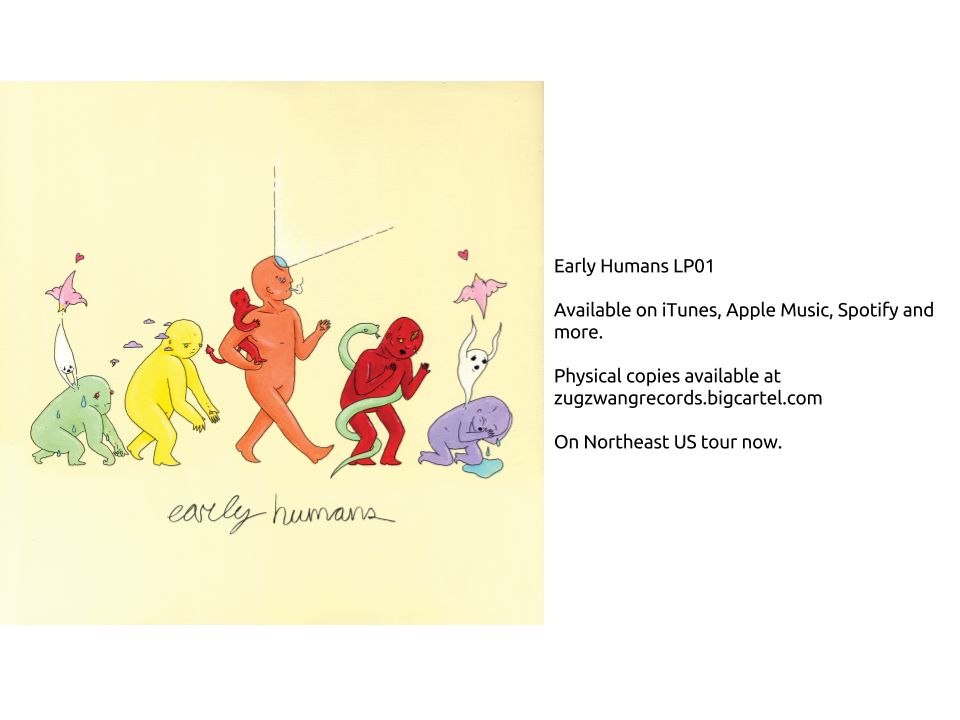 early humans
Early Humans LP01
Available on iTunes, Apple Music, Spotify and
more.
Physical copies available at
zugzwangrecords.bigcartel.com
On Northeast US tour now.